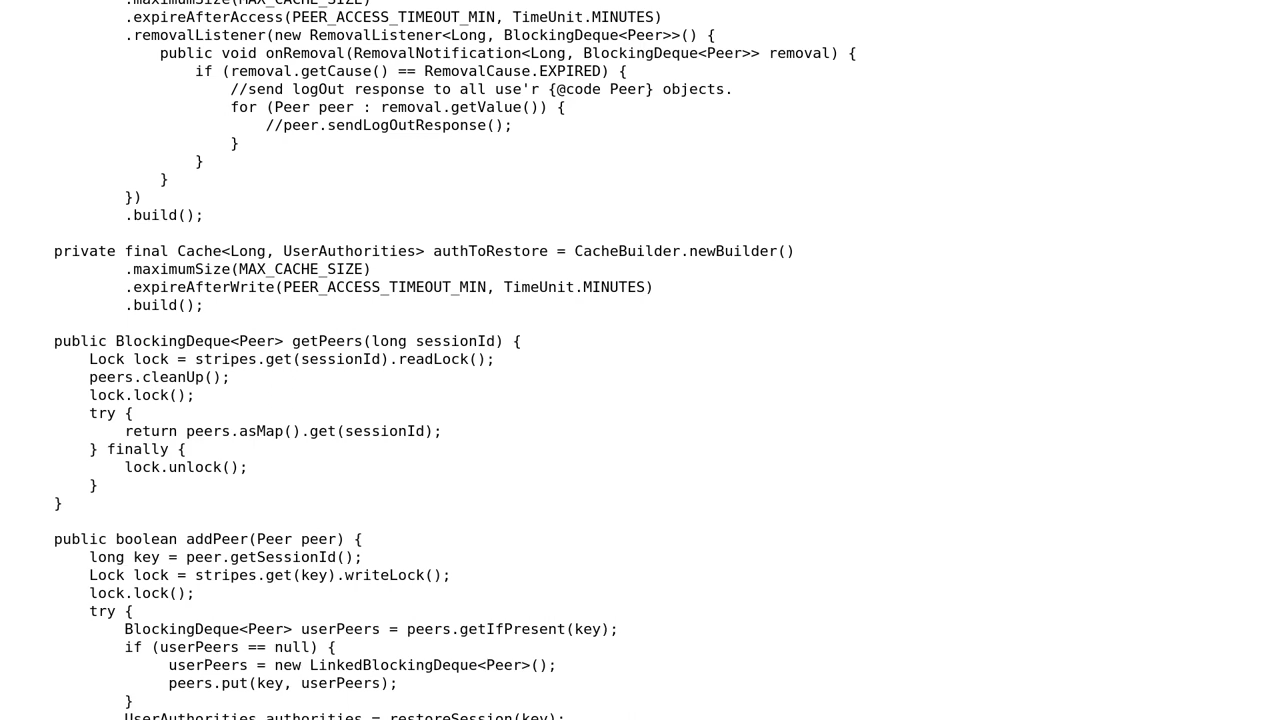 .maximumSize(MAX_CACHE_SIZE)
.expireAfterAccess(PEER_ACCESS_TIMEOUT_MIN, TimeUnit.MINUTES)
.removalListener(new RemovalListener<Long, BlockingDeque<Peer>>() {
public void onRemoval(RemovalNotification<Long, BlockingDeque<Peer>> removal) {
if (removal.getCause() == RemovalCause.EXPIRED) {
//send logOut response to all use'r {@code Peer} objects.
for (Peer peer : removal.getValue()) {
//peer.sendLogOutResponse();
}
}
}
})
.build();
private final Cache<Long, UserAuthorities> authToRestore = CacheBuilder.newBuilder()
.maximumSize(MAX_CACHE_SIZE)
.expireAfterWrite(PEER_ACCESS_TIMEOUT_MIN, TimeUnit.MINUTES)
.build();
public BlockingDeque<Peer> getPeers(long sessionId) {
Lock lock = stripes.get(sessionId).readLock();
peers.cleanUp();
lock.lock();
try {
return peers.asMap().get(sessionId);
} finally {
lock.unlock();
}
}
public boolean addPeer(Peer peer) {
long key = peer.getSessionId();
Lock lock = stripes.get(key).writeLock();
lock.lock();
try {
BlockingDeque<Peer> userPeers = peers.getIfPresent(key);
if (userPeers == null) {
userPeers = new LinkedBlockingDeque<Peer>();
peers.put(key, userPeers);
}
UserAuthorities authorities = restoreSession(key);